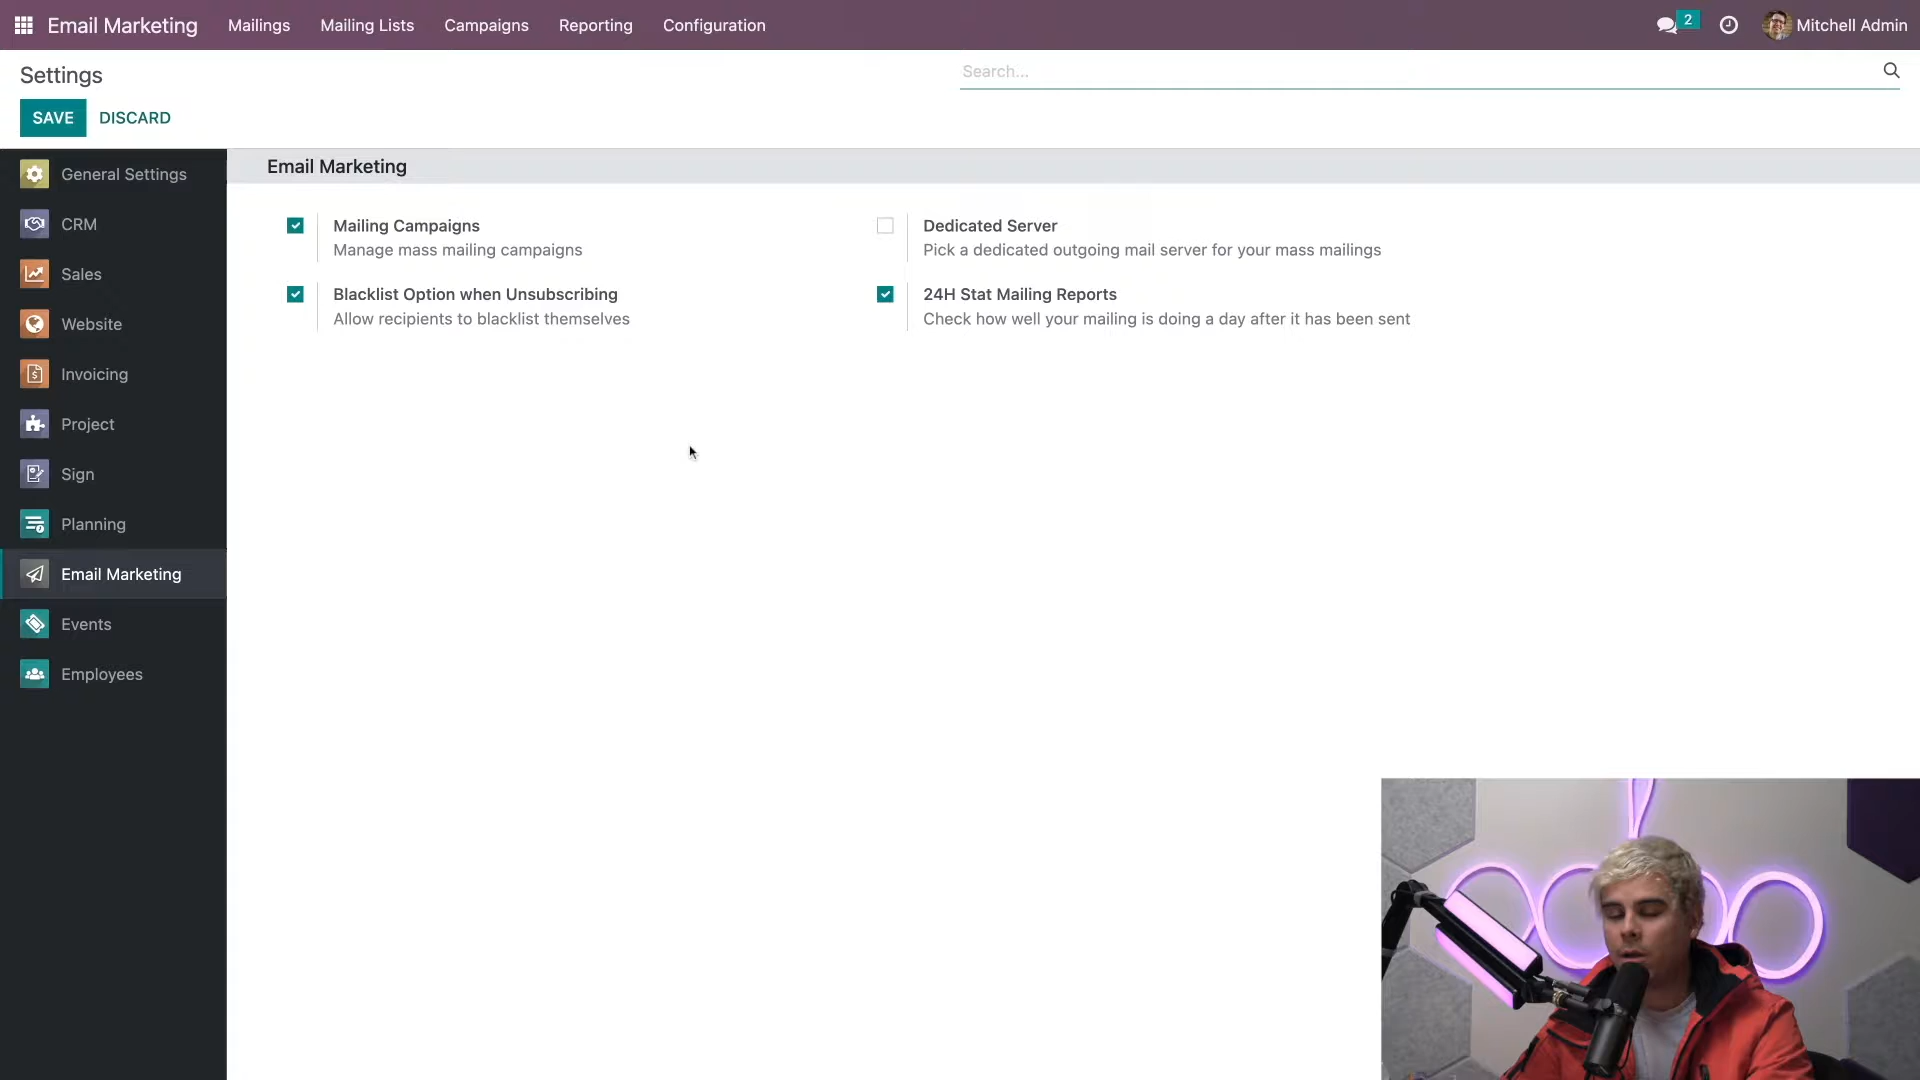 Email Marketing Mailings Mailing Lists Campaigns Reporting Configuration 2 Mitchell Admin
Settings
Search...
SAVE DISCARD
General Settings
CRM
Sales
Website
Invoicing
Project
Sign
Planning
Email Marketing
Events
Employees
Email Marketing
Mailing Campaigns
Manage mass mailing campaigns
Dedicated Server
Pick a dedicated outgoing mail server for your mass mailings
Blacklist Option when Unsubscribing
Allow recipients to blacklist themselves
24H Stat Mailing Reports
Check how well your mailing is doing a day after it has been sent
odoo